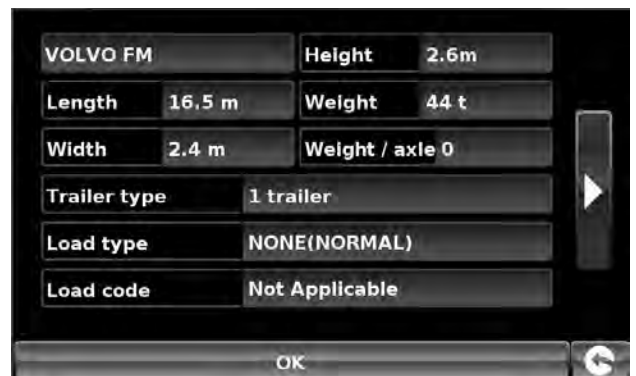 VOLVO FM Height 2.6m
Length 16.5 m Weight 44 t
Width 2.4 m Weight / axle 0
Trailer type 1 trailer
Load type NONE(NORMAL)
Load code Not Applicable
OK